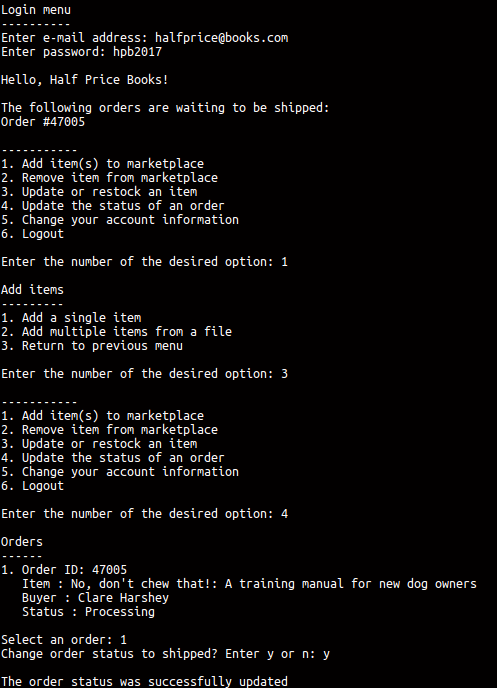 Login menu
----------
Enter e-mail address: halfprice@books.com
Enter password: hpb2017
Hello, Half Price Books!
The following orders are waiting to be shipped:
Order #47005
-----------
1. Add item(s) to marketplace
2. Remove item from marketplace
3. Update or restock an item
4. Update the status of an order
5. Change your account information
6. Logout
Enter the number of the desired option: 1
Add items
---------
1. Add a single item
2. Add multiple items from a file
3. Return to previous menu
Enter the number of the desired option: 3
-----------
1. Add item(s) to marketplace
2. Remove item from marketplace
3. Update or restock an item
4. Update the status of an order
5. Change your account information
6. Logout
Enter the number of the desired option: 4
Orders
------
1. Order ID: 47005
Item : No, don't chew that!: A training manual for new dog owners
Buyer : Clare Harshey
Status : Processing
Select an order: 1
Change order status to shipped? Enter y or n: y
The order status was successfully updated